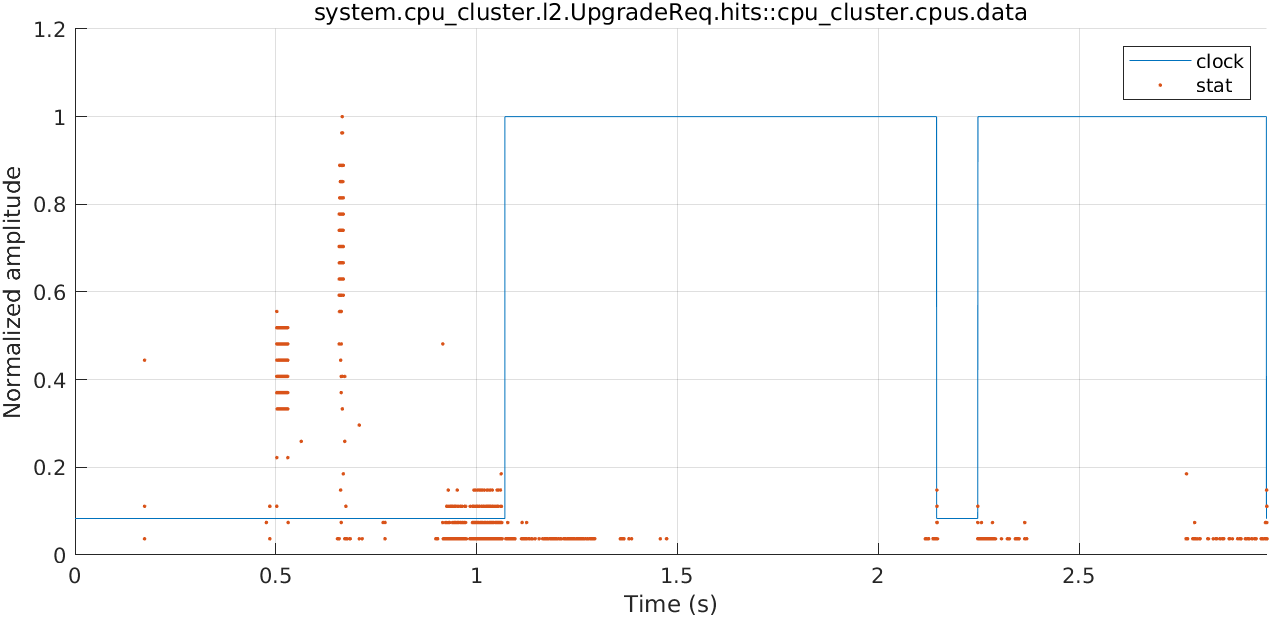 system.cpu_cluster.l2.UpgradeReq.hits::cpu_cluster.cpus.data
1.2
1
0.8
0.6
0.4
0.2
0
Normalized amplitude
clock
stat
0 0.5 1 1.5 2 2.5
Time (s)